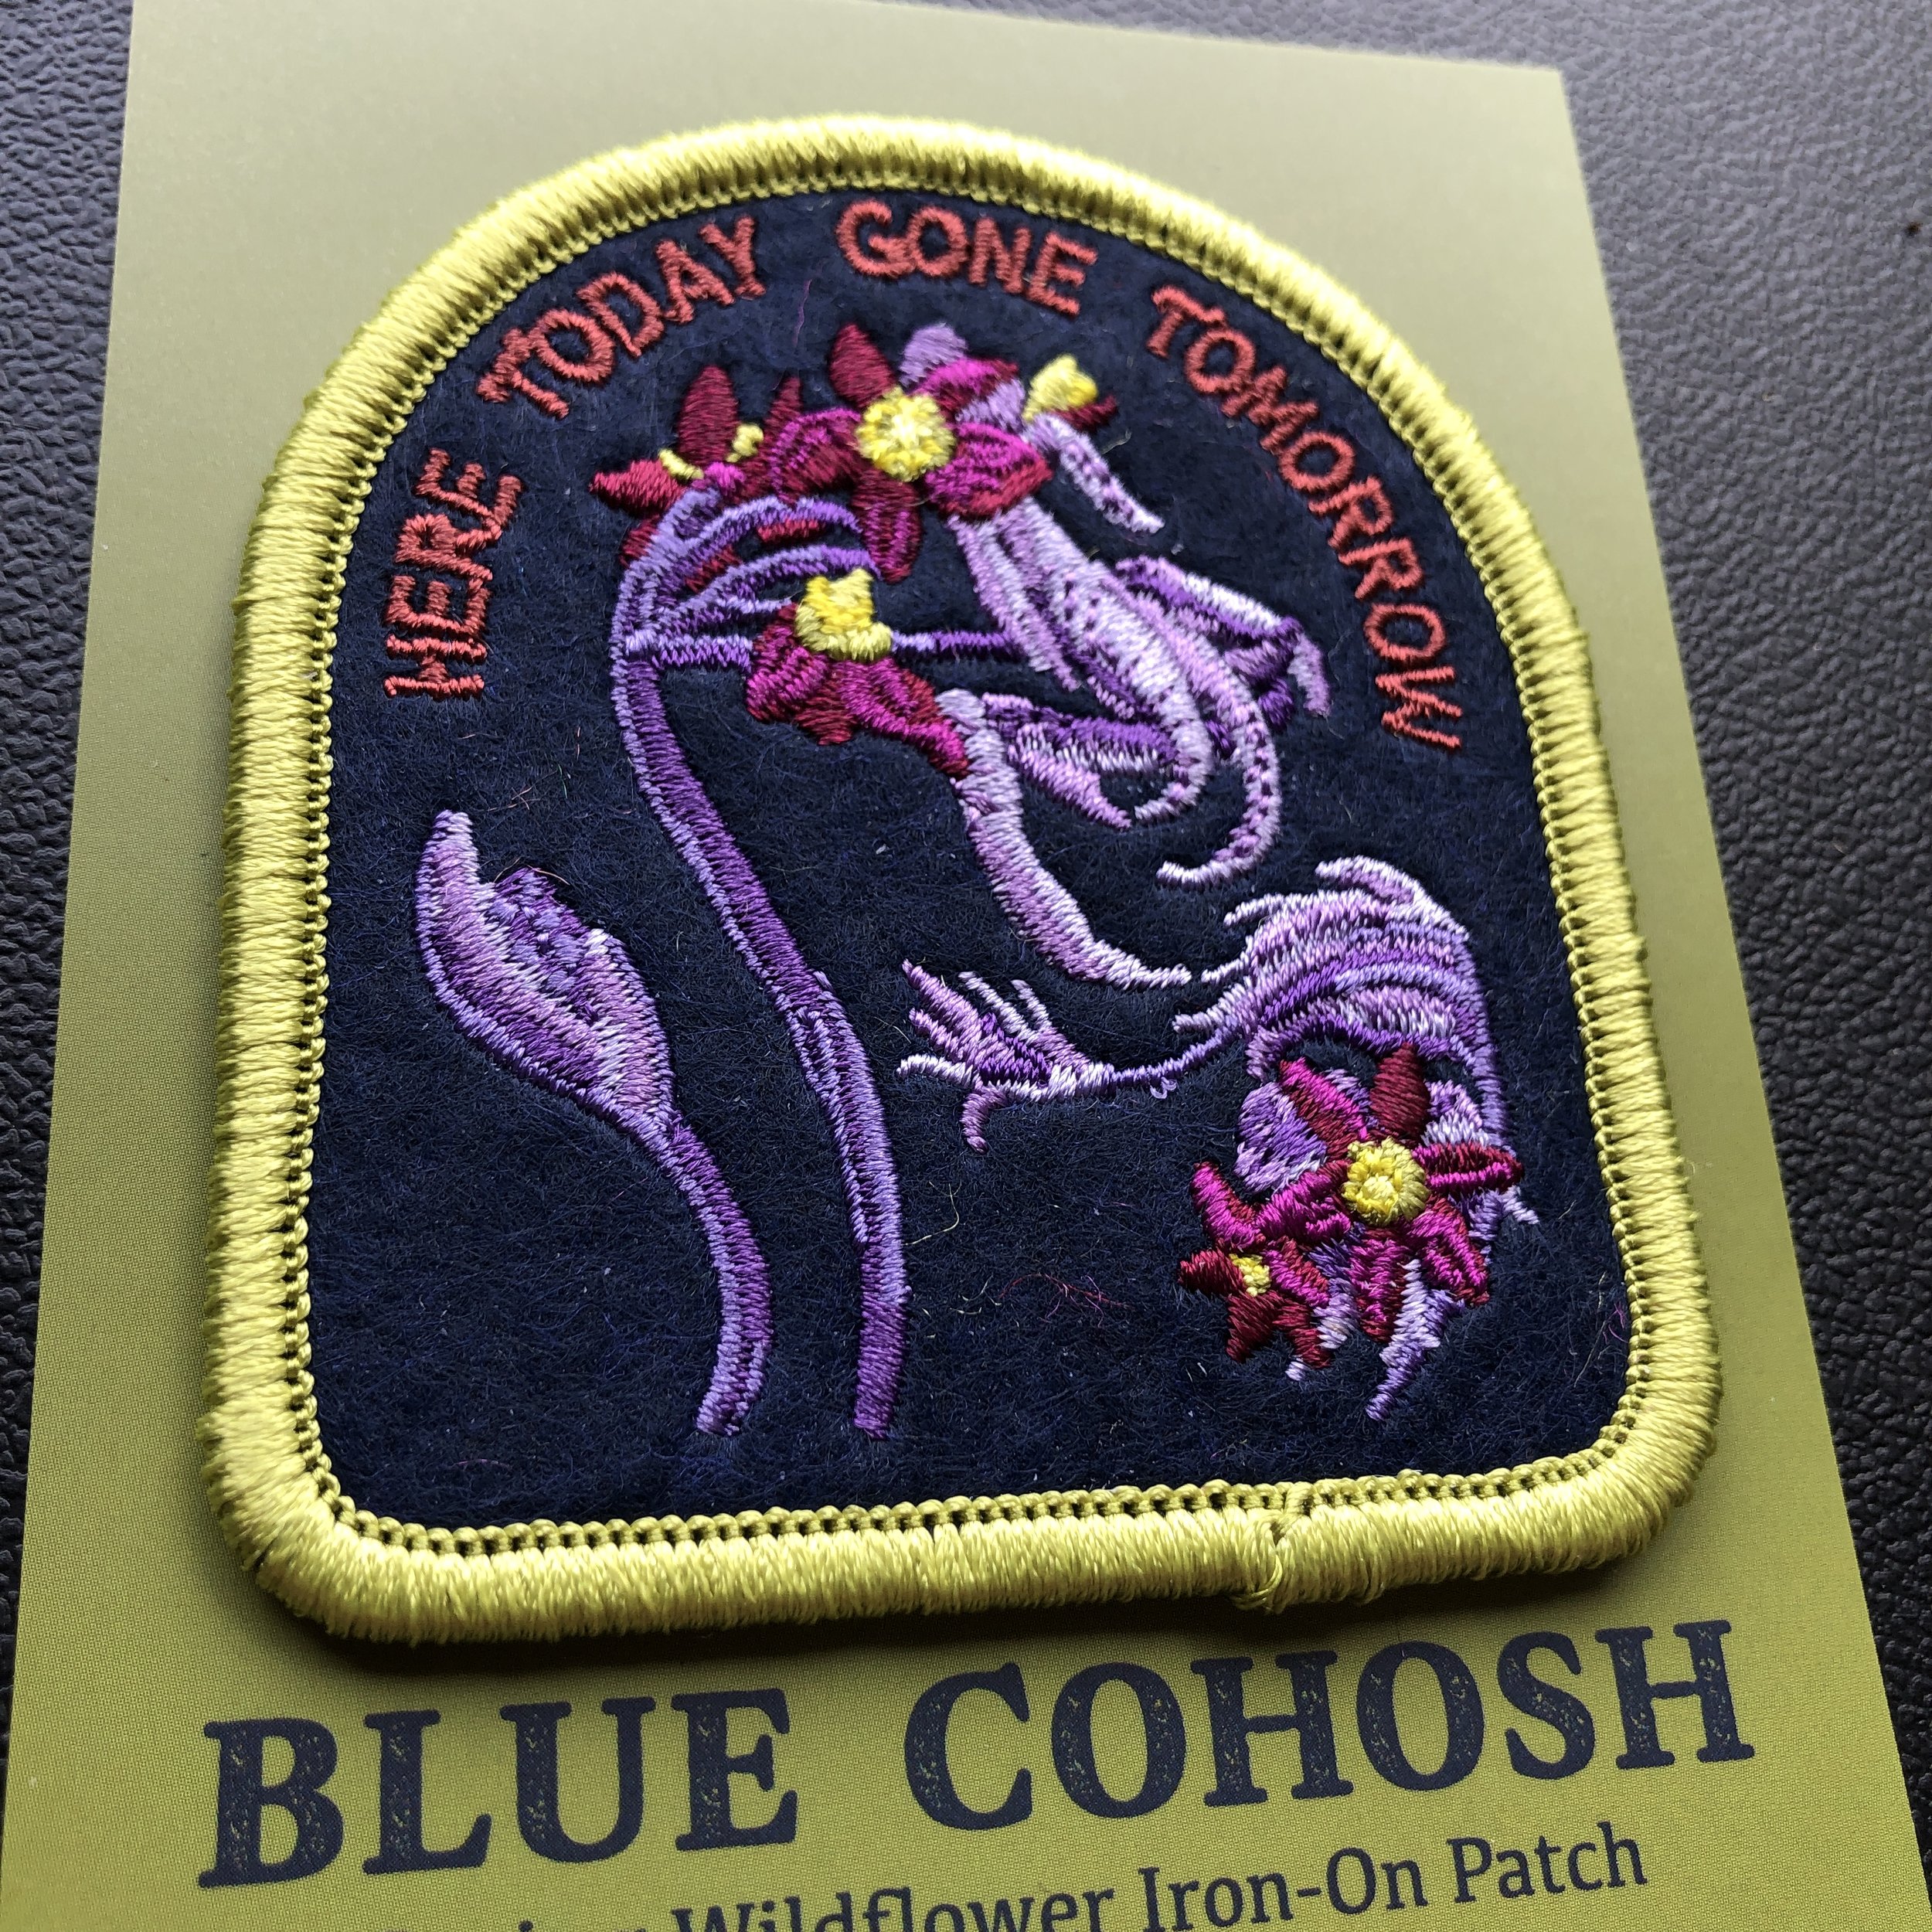 HERE TODAY GONE TOMORROW
BLUE COHOSH
Wildflower Iron-On Patch